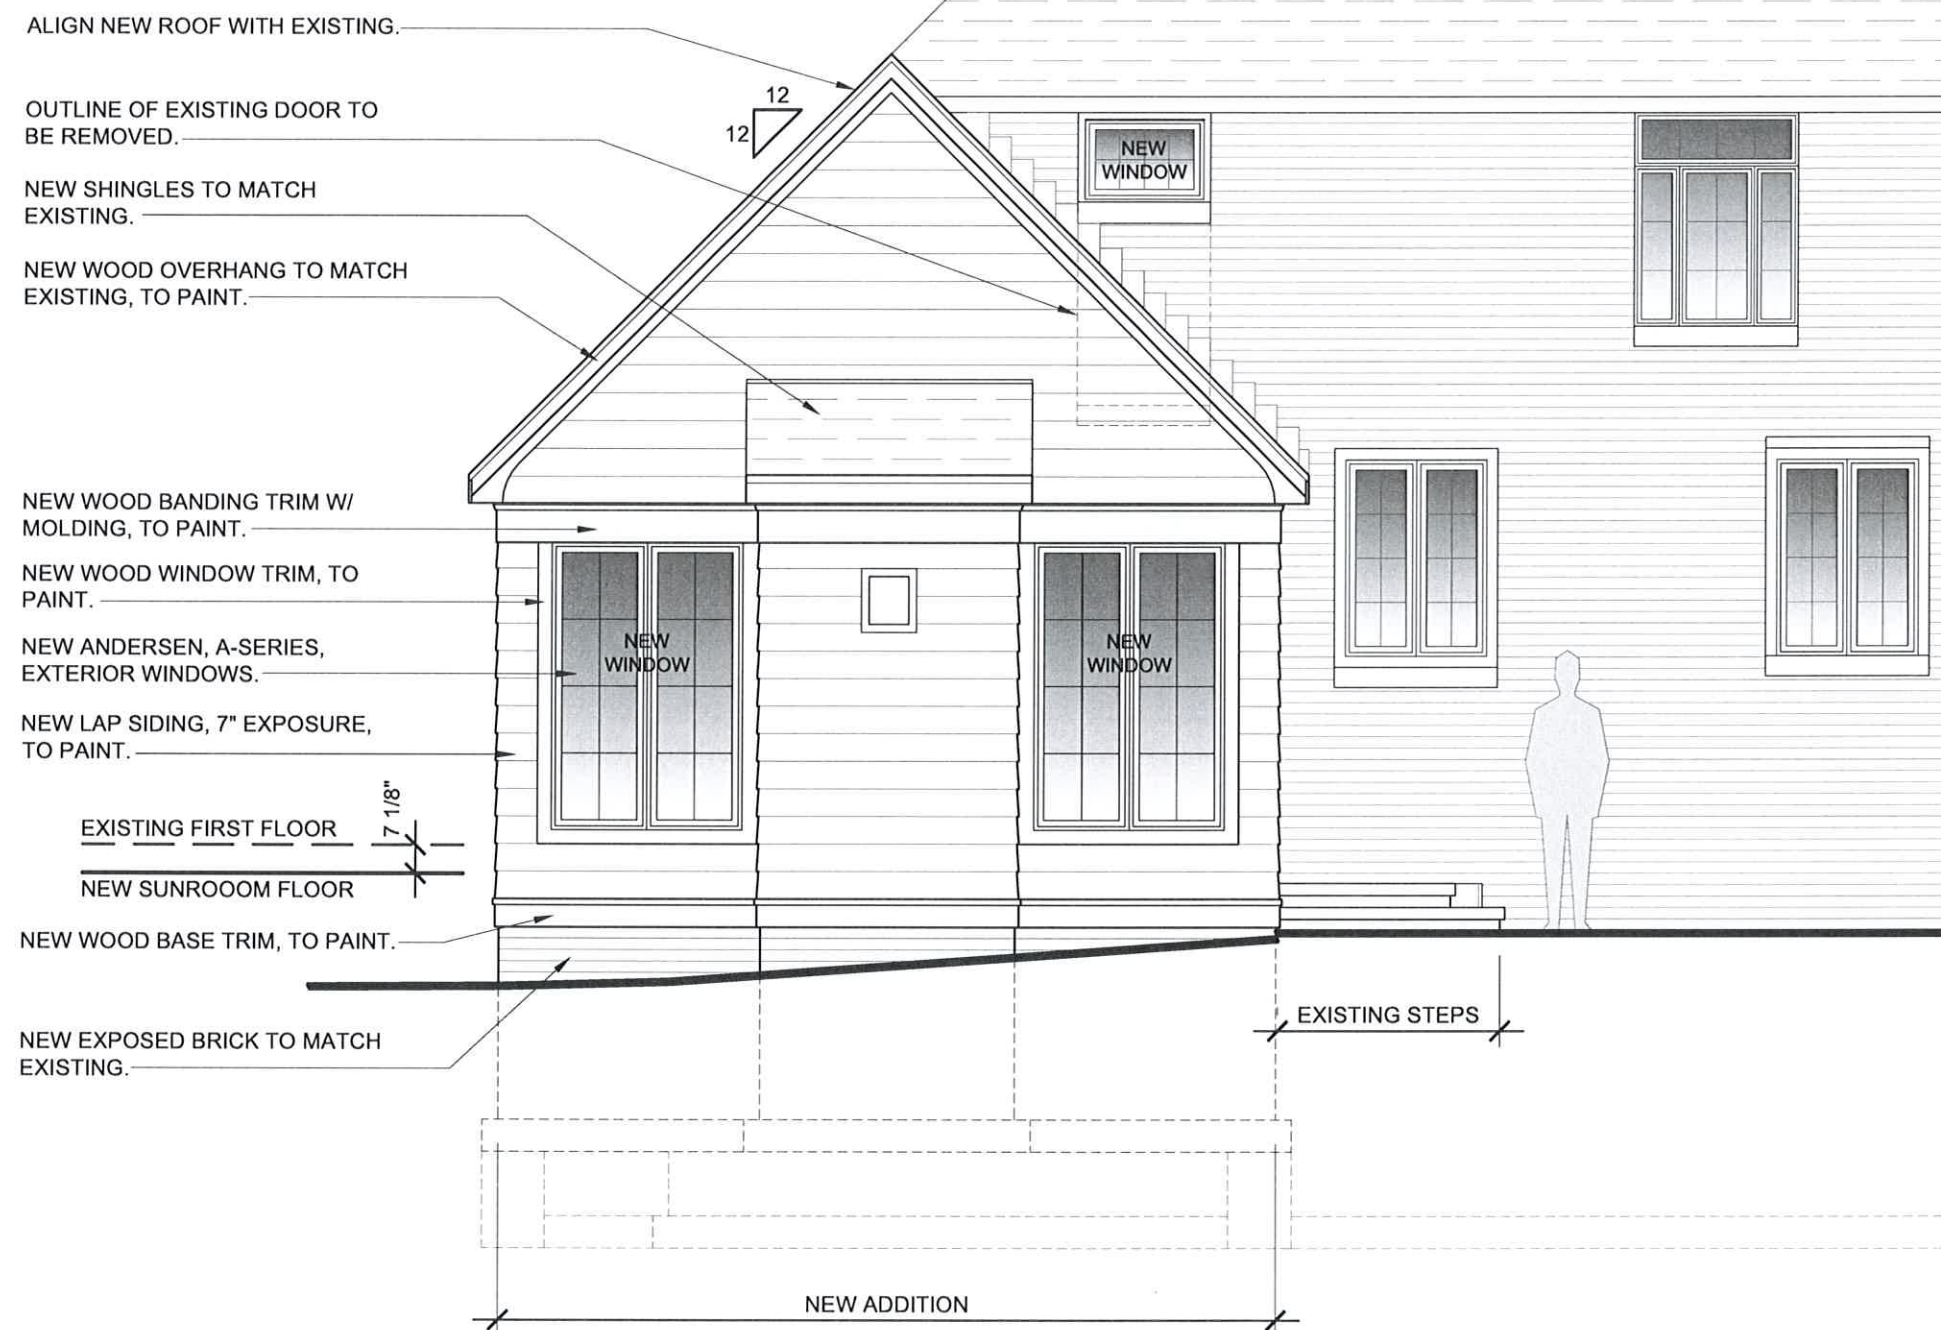 ALIGN NEW ROOF WITH EXISTING.
12
12
OUTLINE OF EXISTING DOOR TO
BE REMOVED.
NEW
WINDOW
NEW SHINGLES TO MATCH
EXISTING.
NEW WOOD OVERHANG TO MATCH
EXISTING, TO PAINT.
NEW WOOD BANDING TRIM W/
MOLDING, TO PAINT.
NEW WOOD WINDOW TRIM, TO
PAINT.
NEW ANDERSEN, A-SERIES,
EXTERIOR WINDOWS.
NEW
WINDOW
NEW
WINDOW
NEW LAP SIDING, 7" EXPOSURE,
TO PAINT.
EXISTING FIRST FLOOR
7 1/8"
NEW SUNROOOM FLOOR
NEW WOOD BASE TRIM, TO PAINT.
NEW EXPOSED BRICK TO MATCH
EXISTING.
EXISTING STEPS
NEW ADDITION